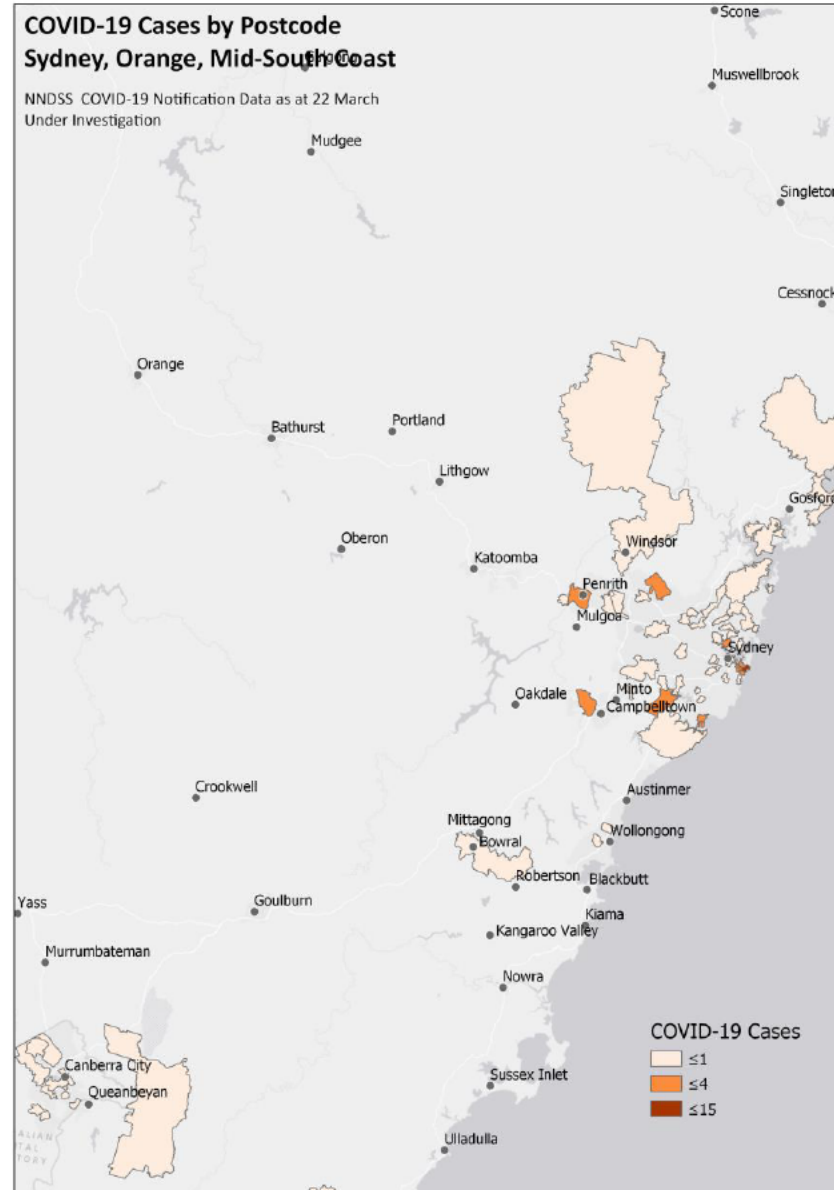 COVID-19 Cases by Postcode
Sydney, Orange, Mid-South Coast
NNDSS COVID-19 Notification Data as at 22 March
Under Investigation
Scone
Muswellbrook
Mudgee
Singleton
Cessnock
Orange
Portland
Bathurst
Lithgow
Gosford
Oberon
Windsor
Katoomba
Penrith
Mulgoa
Sydney
Oakdale
Minto
Campbelltown
Crookwell
Austinmer
Mittagong
Wollongong
Bowral
Robertson
Blackbutt
Yass
Goulburn
Kiama
Kangaroo Valley
Murrumbateman
Nowra
COVID-19 Cases
≤1
≤4
≤15
Canberra City
Sussex Inlet
Queanbeyan
ALIAN
TAL
TORY
Ulladulla